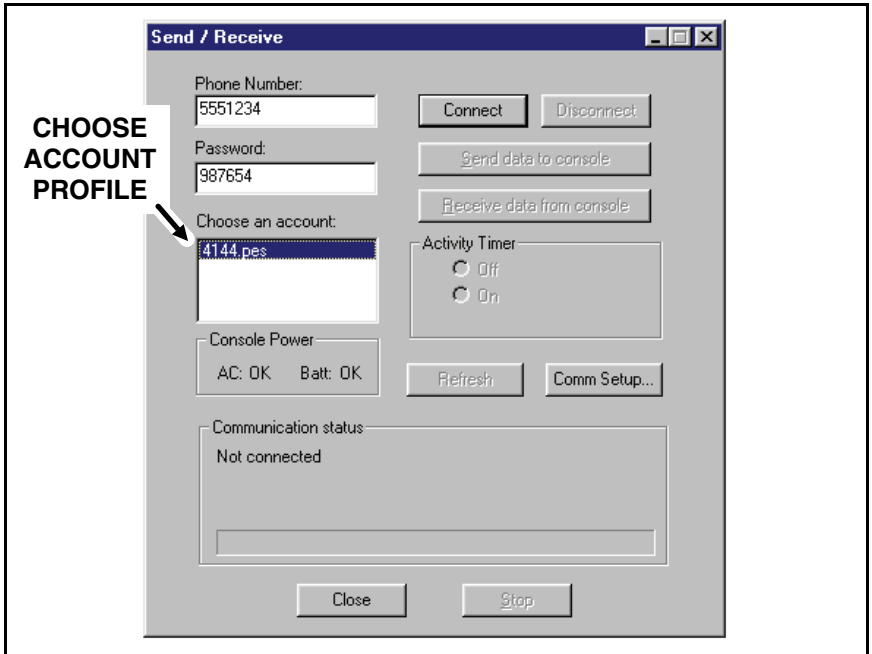 Send / Receive
Phone Number:
5551234
Connect
Disconnect
CHOOSE
ACCOUNT
PROFILE
Password:
987654
Send data to console
Receive data from console
Choose an account:
4144.pes
Activity Timer
Off
On
Console Power
AC: OK Batt: OK
Refresh
Comm Setup...
Communication status
Not connected
Close
Stop